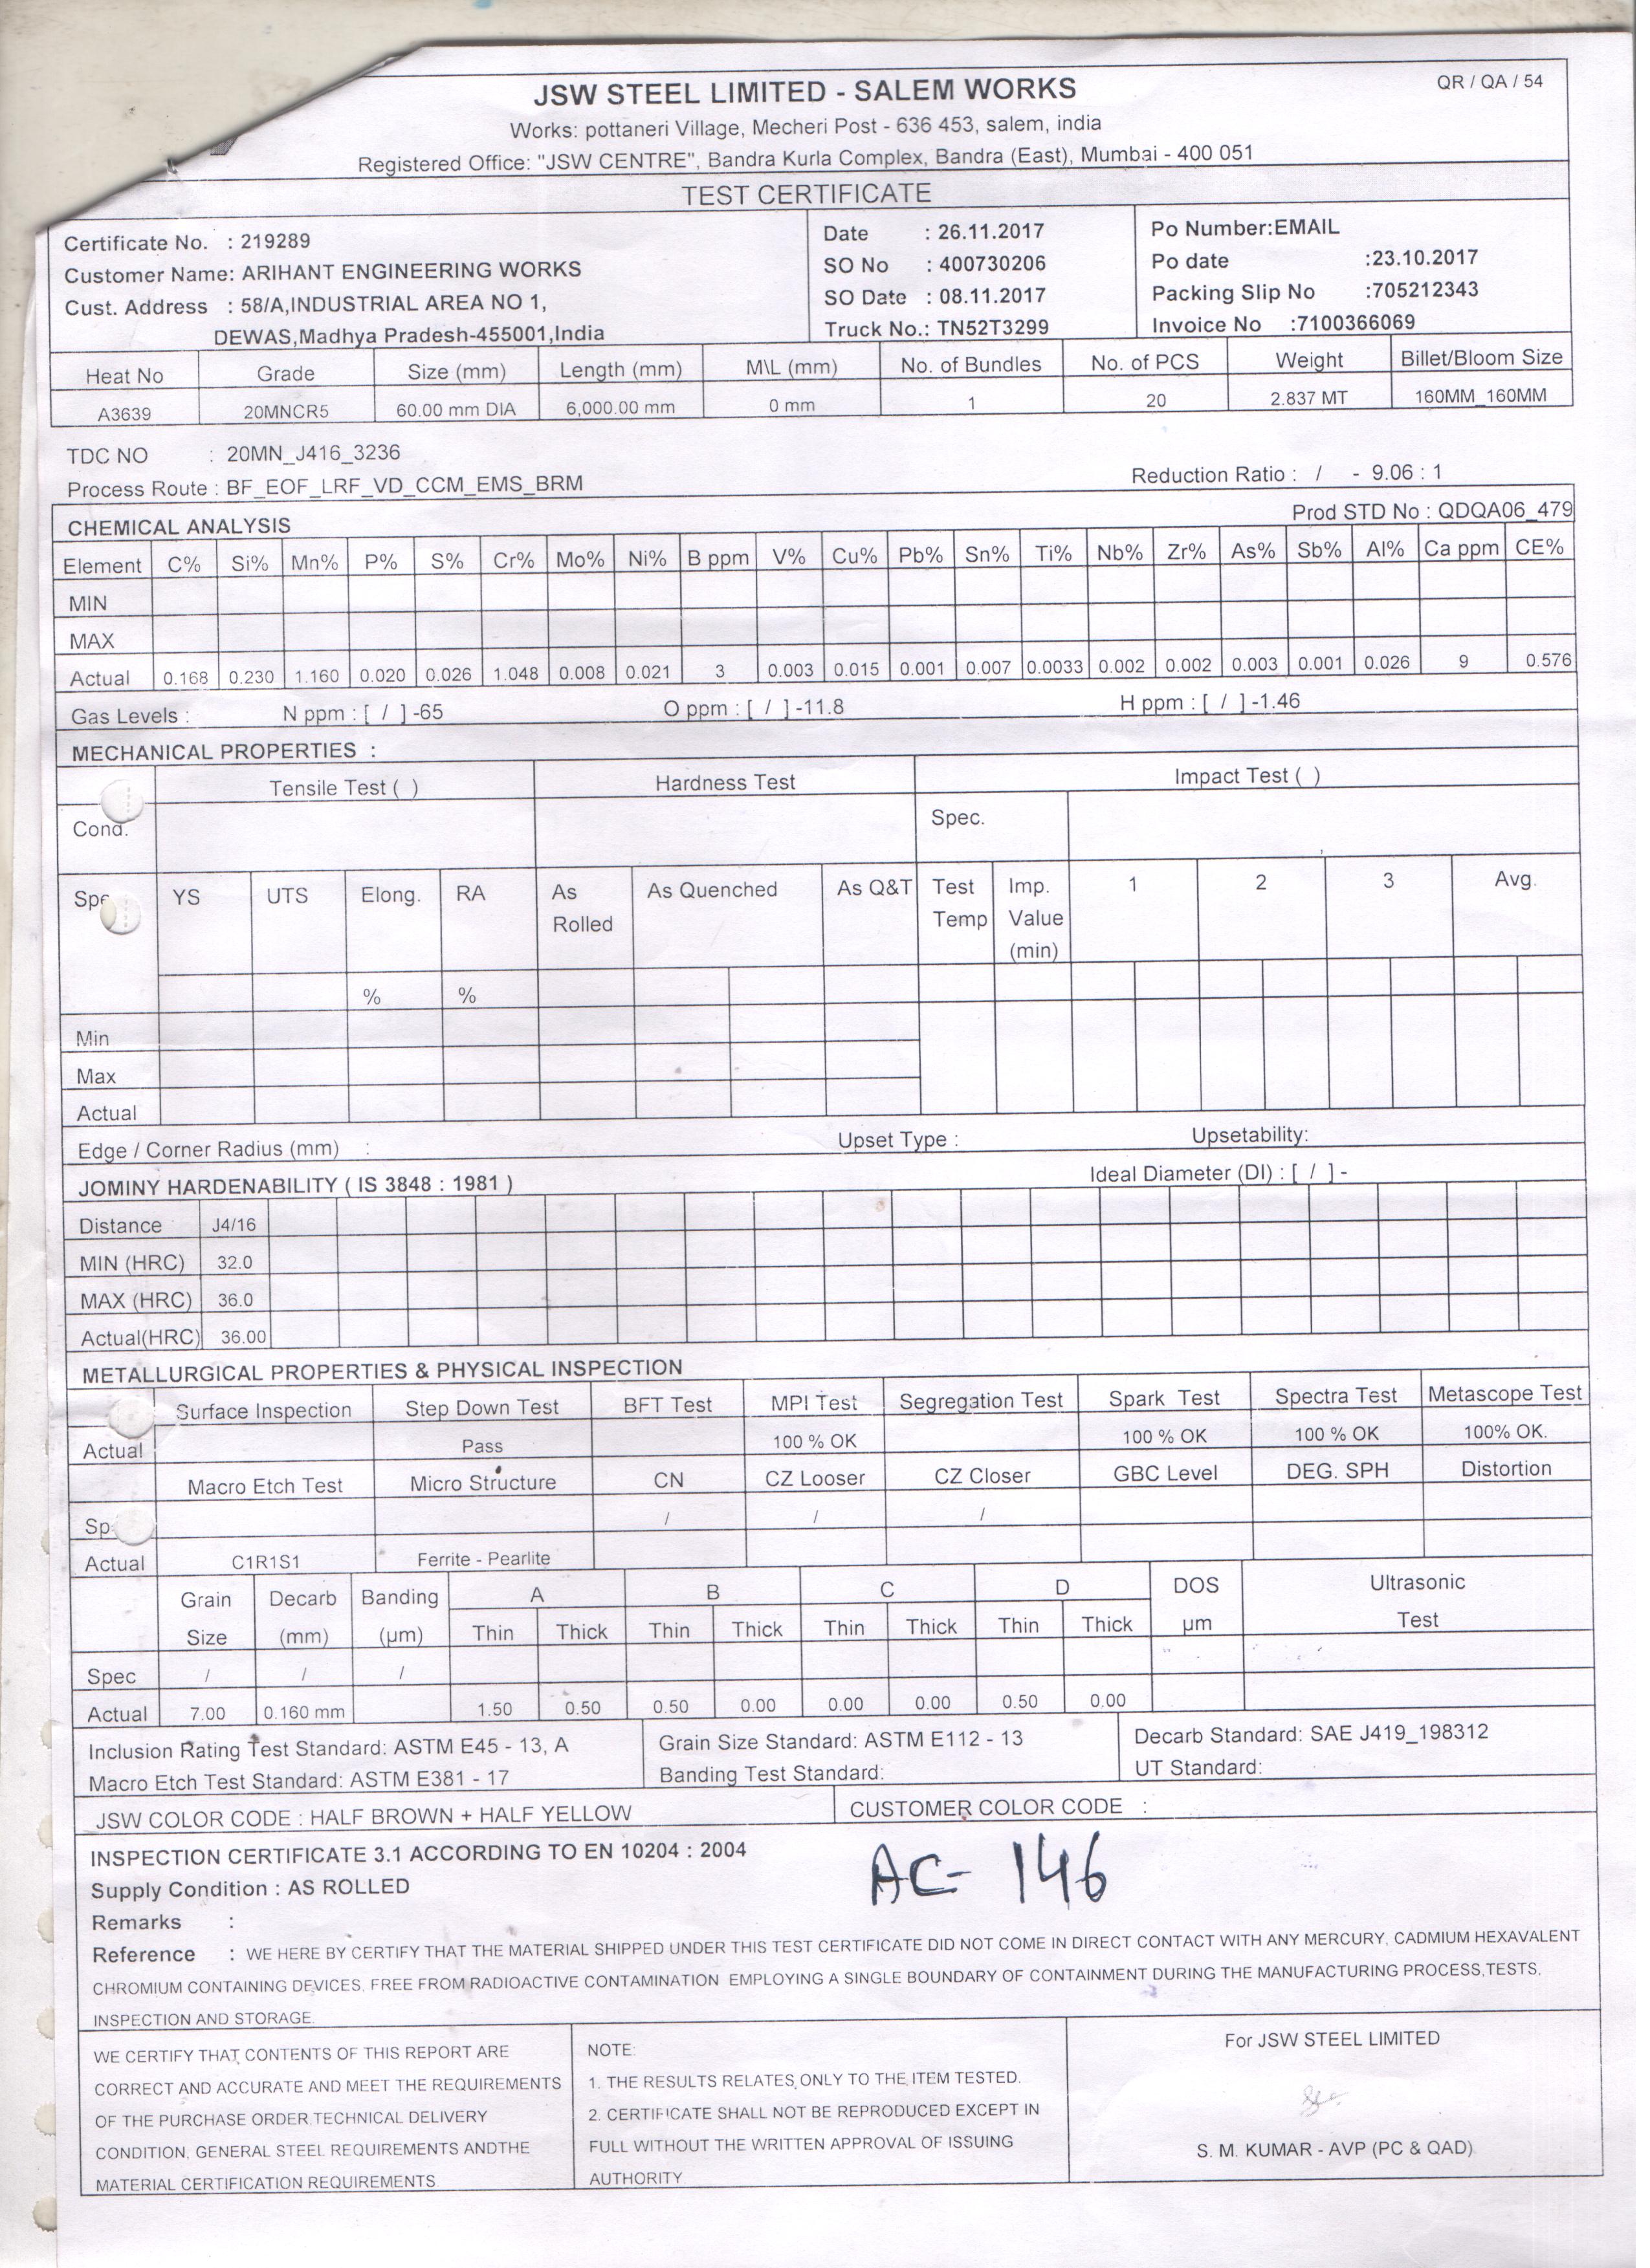 QR / QA / 54
JSW STEEL LIMITED - SALEM WORKS
Works: pottaneri Village, Mecheri Post - 636 453, salem, india
Registered Office: "JSW CENTRE", Bandra Kurla Complex, Bandra (East), Mumbai - 400 051
TEST CERTIFICATE
Certificate No. : 219289
Customer Name: ARIHANT ENGINEERING WORKS
Cust. Address : 58/A,INDUSTRIAL AREA NO 1,
DEWAS,Madhya Pradesh-455001,India
Date : 26.11.2017
SO No : 400730206
SO Date : 08.11.2017
Truck No.: TN52T3299
Po Number:EMAIL
Po date :23.10.2017
Packing Slip No :705212343
Invoice No :7100366069
Heat No Grade Size (mm) Length (mm) M\L (mm) No. of Bundles No. of PCS Weight Billet/Bloom Size
A3639 20MNCR5 60.00 mm DIA 6,000.00 mm 0 mm 1 20 2.837 MT 160MM_160MM
TDC NO : 20MN_J416_3236
Process Route : BF_EOF_LRF_VD_CCM_EMS_BRM Reduction Ratio : / - 9.06 : 1
CHEMICAL ANALYSIS Prod STD No : QDQA06_479
Element C% Si% Mn% P% S% Cr% Mo% Ni% B ppm V% Cu% Pb% Sn% Ti% Nb% Zr% As% Sb% Al% Ca ppm CE%
MIN
MAX
Actual 0.168 0.230 1.160 0.020 0.026 1.048 0.008 0.021 3 0.003 0.015 0.001 0.007 0.0033 0.002 0.002 0.003 0.001 0.026 9 0.576
Gas Levels : N ppm : [ / ] -65 O ppm : [ / ] -11.8 H ppm : [ / ] -1.46
MECHANICAL PROPERTIES :
Tensile Test ( ) Hardness Test Impact Test ( )
Cond. Spec.
YS UTS Elong. RA As Rolled As Quenched As Q&T Test Temp Imp. Value (min) 1 2 3 Avg.
% %
Min
Max
Actual
Edge / Corner Radius (mm) : Upset Type : Upsetability:
JOMINY HARDENABILITY ( IS 3848 : 1981 ) Ideal Diameter (DI) : [ / ] -
Distance J4/16
MIN (HRC) 32.0
MAX (HRC) 36.0
Actual(HRC) 36.00
METALLURGICAL PROPERTIES & PHYSICAL INSPECTION
Surface Inspection Step Down Test BFT Test MPI Test Segregation Test Spark Test Spectra Test Metascope Test
Actual Pass 100 % OK 100 % OK 100 % OK 100% OK.
Macro Etch Test Micro Structure CN CZ Looser CZ Closer GBC Level DEG. SPH Distortion
/ / /
Actual C1R1S1 Ferrite - Pearlite
Grain Size Decarb (mm) Banding (µm) A B C D DOS µm Ultrasonic Test
Thin Thick Thin Thick Thin Thick Thin Thick
Spec / / /
Actual 7.00 0.160 mm 1.50 0.50 0.50 0.00 0.00 0.00 0.50 0.00
Inclusion Rating Test Standard: ASTM E45 - 13, A Grain Size Standard: ASTM E112 - 13 Decarb Standard: SAE J419_198312
Macro Etch Test Standard: ASTM E381 - 17 Banding Test Standard: UT Standard:
JSW COLOR CODE : HALF BROWN + HALF YELLOW CUSTOMER COLOR CODE :
INSPECTION CERTIFICATE 3.1 ACCORDING TO EN 10204 : 2004
AC- 146
Supply Condition : AS ROLLED
Remarks :
Reference : WE HERE BY CERTIFY THAT THE MATERIAL SHIPPED UNDER THIS TEST CERTIFICATE DID NOT COME IN DIRECT CONTACT WITH ANY MERCURY, CADMIUM HEXAVALENT
CHROMIUM CONTAINING DEVICES, FREE FROM RADIOACTIVE CONTAMINATION EMPLOYING A SINGLE BOUNDARY OF CONTAINMENT DURING THE MANUFACTURING PROCESS,TESTS,
INSPECTION AND STORAGE.
WE CERTIFY THAT CONTENTS OF THIS REPORT ARE
CORRECT AND ACCURATE AND MEET THE REQUIREMENTS
OF THE PURCHASE ORDER,TECHNICAL DELIVERY
CONDITION, GENERAL STEEL REQUIREMENTS ANDTHE
MATERIAL CERTIFICATION REQUIREMENTS
NOTE:
1. THE RESULTS RELATES ONLY TO THE ITEM TESTED.
2. CERTIFICATE SHALL NOT BE REPRODUCED EXCEPT IN
FULL WITHOUT THE WRITTEN APPROVAL OF ISSUING
AUTHORITY
For JSW STEEL LIMITED
S. M. KUMAR - AVP (PC & QAD)